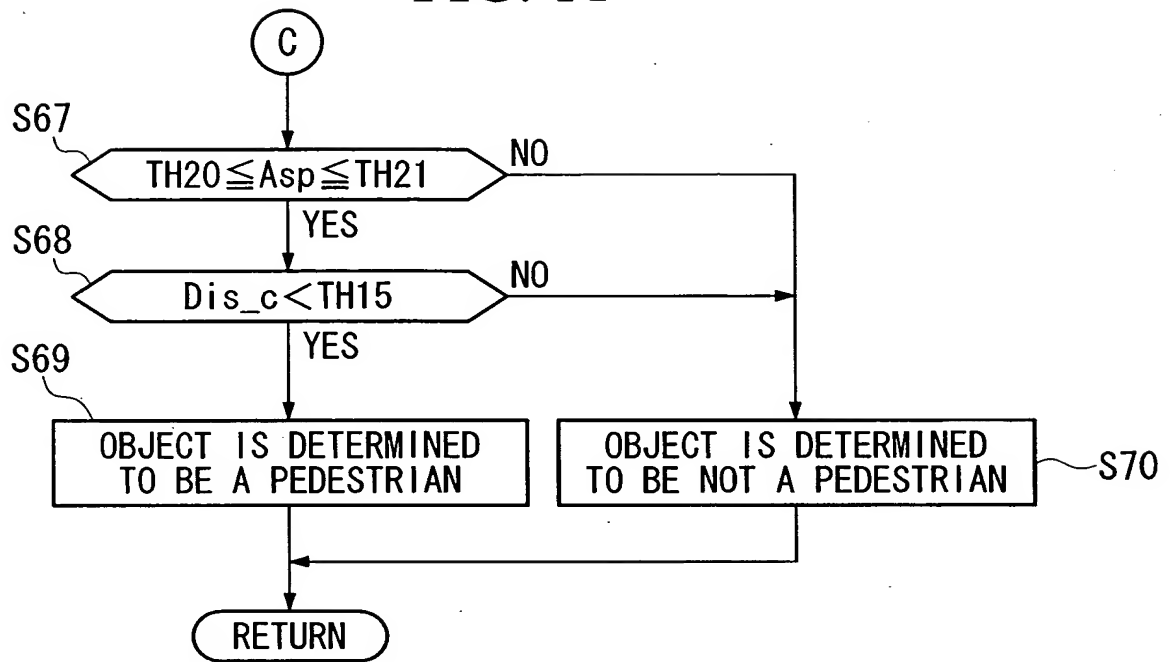 C
S67
TH20≦Asp≦TH21
NO
YES
S68
Dis_c<TH15
NO
YES
S69
OBJECT IS DETERMINED
TO BE A PEDESTRIAN
OBJECT IS DETERMINED
TO BE NOT A PEDESTRIAN
S70
RETURN